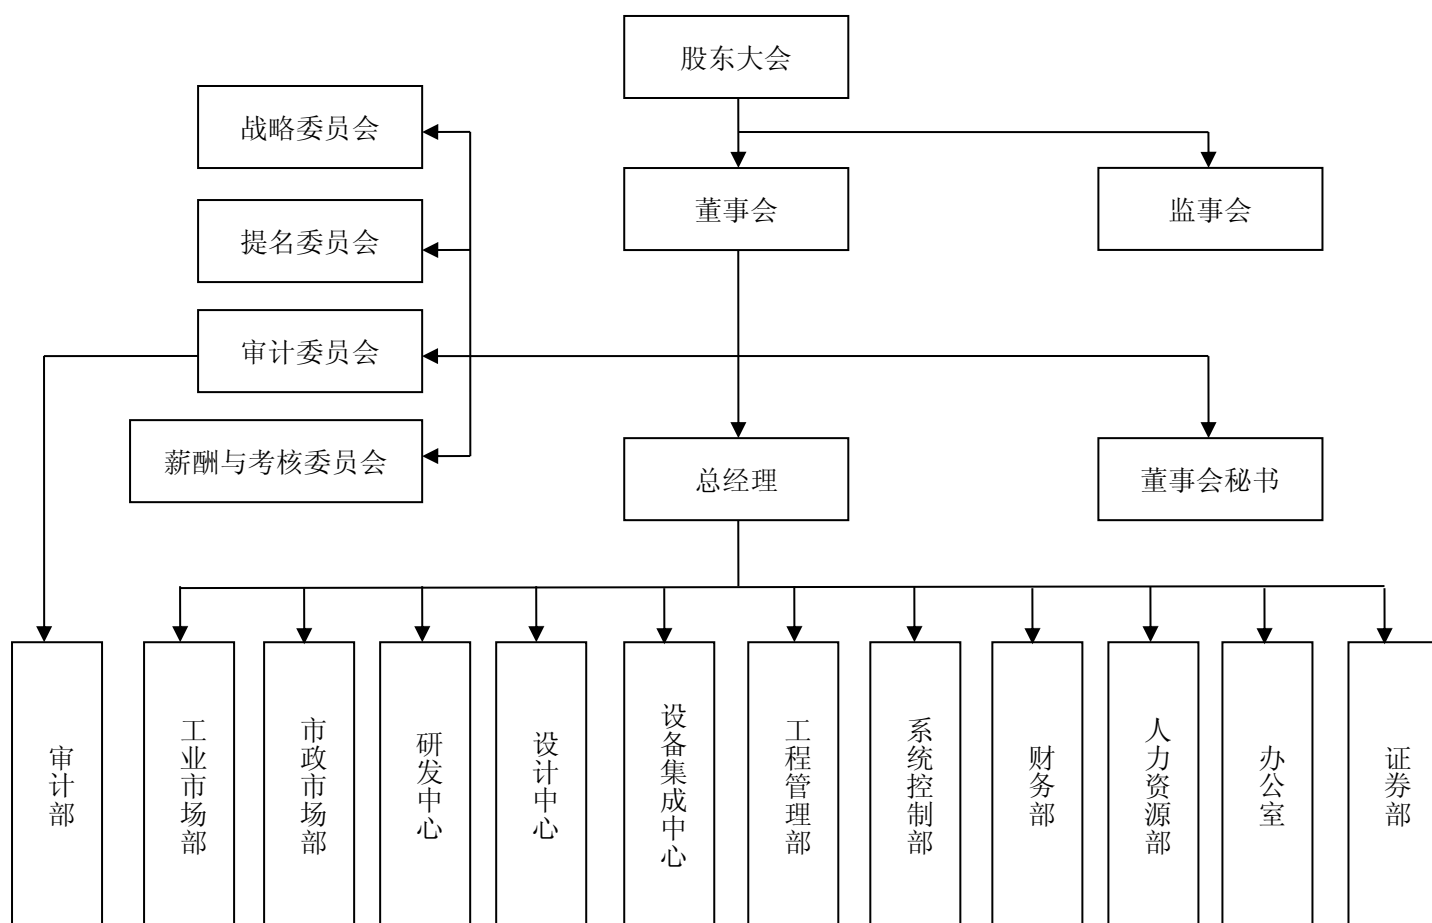 股东大会
战略委员会
董事会
监事会
提名委员会
审计委员会
薪酬与考核委员会
总经理
董事会秘书
审计部
工业市场部
市政市场部
研发中心
设计中心
设备集成中心
工程管理部
系统控制部
财务部
人力资源部
办公室
证券部